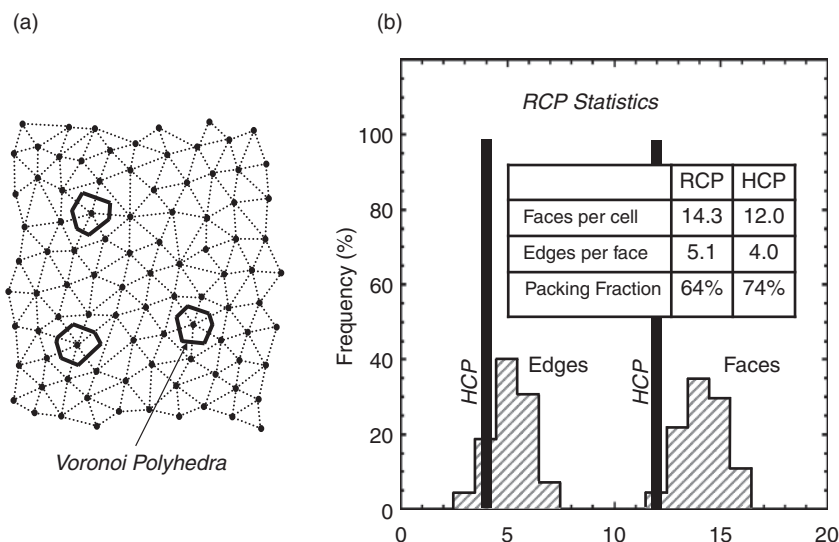 (a)
Voronoi Polyhedra
(b)
RCP Statistics
RCP HCP
Faces per cell 14.3 12.0
Edges per face 5.1 4.0
Packing Fraction 64% 74%
Frequency (%)
100
80
60
40
20
0
HCP
Edges
HCP
Faces
0 5 10 15 20